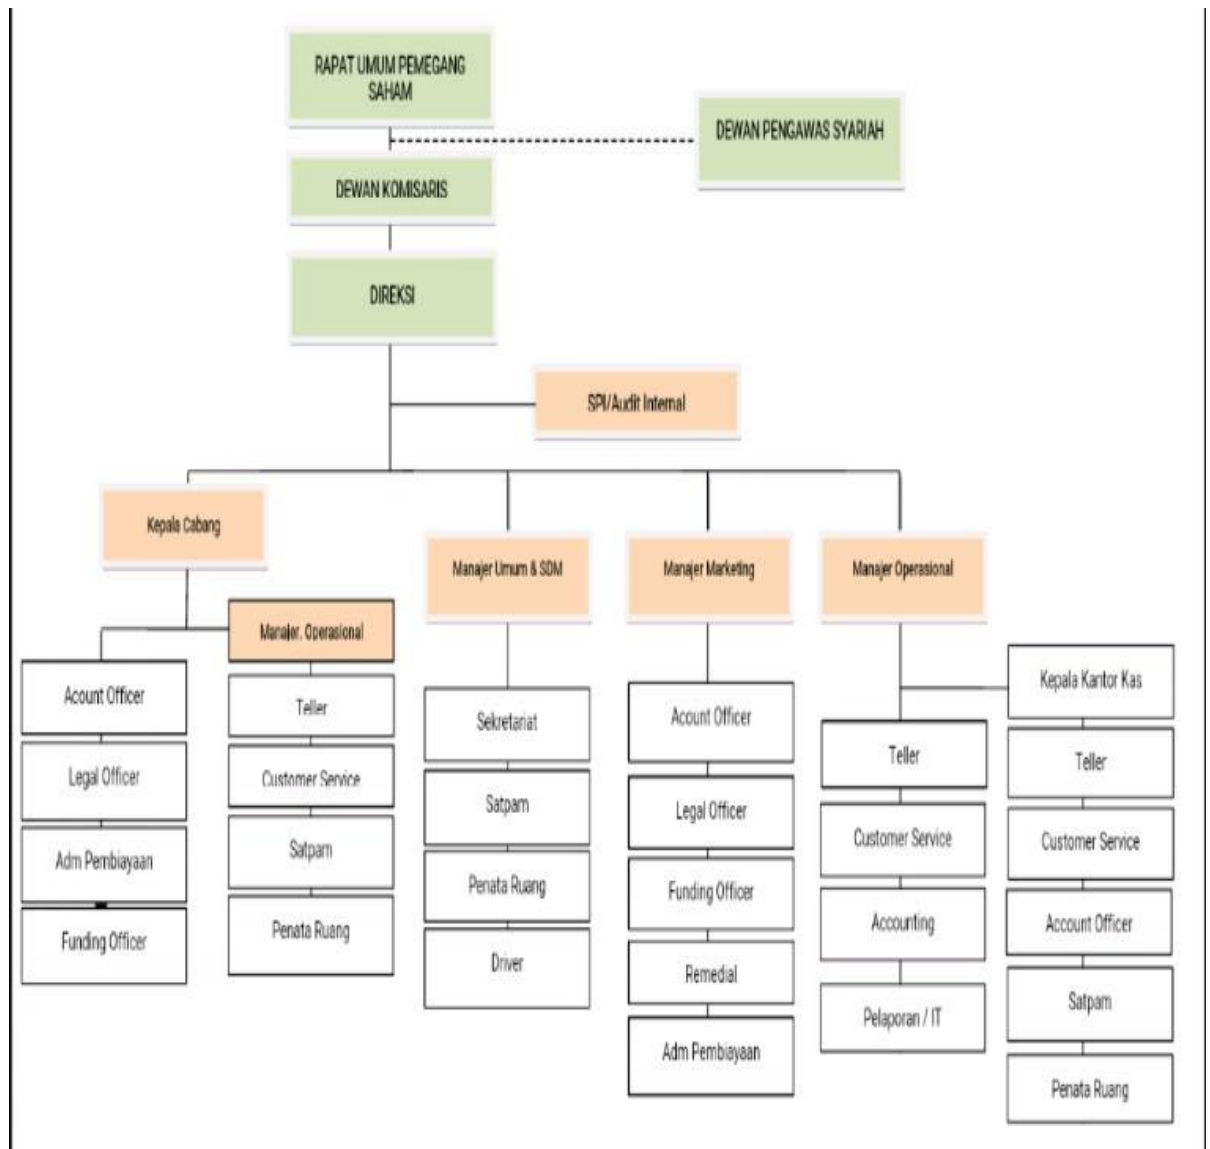 RAPAT UMUM PEMEGANG
SAHAM
DEWAN PENGAWAS SYARIAH
DEWAN KOMISARIS
DIREKSI
SPI/Audit Internal
Kepala Cabang
Manajer Umum & SDM
Manajer Marketing
Manajer Operasional
Manajer. Operasional
Acount Officer
Legal Officer
Adm Pembiayaan
Funding Officer
Teller
Customer Service
Satpam
Penata Ruang
Sekretariat
Satpam
Penata Ruang
Driver
Acount Officer
Legal Officer
Funding Officer
Remedial
Adm Pembiayaan
Teller
Customer Service
Accounting
Pelaporan / IT
Kepala Kantor Kas
Teller
Customer Service
Account Officer
Satpam
Penata Ruang